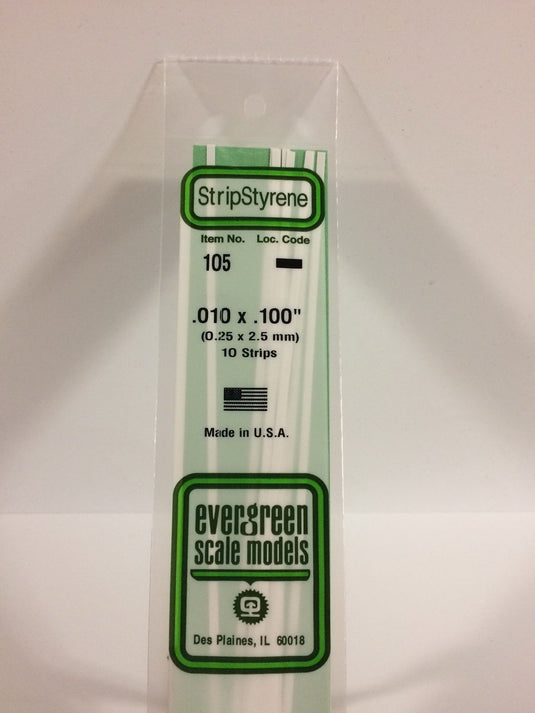 StripStyrene
Item No. Loc. Code
105
.010 x .100"
(0.25 x 2.5 mm)
10 Strips
Made in U.S.A.
evergreen
scale models
Des Plaines, IL 60018